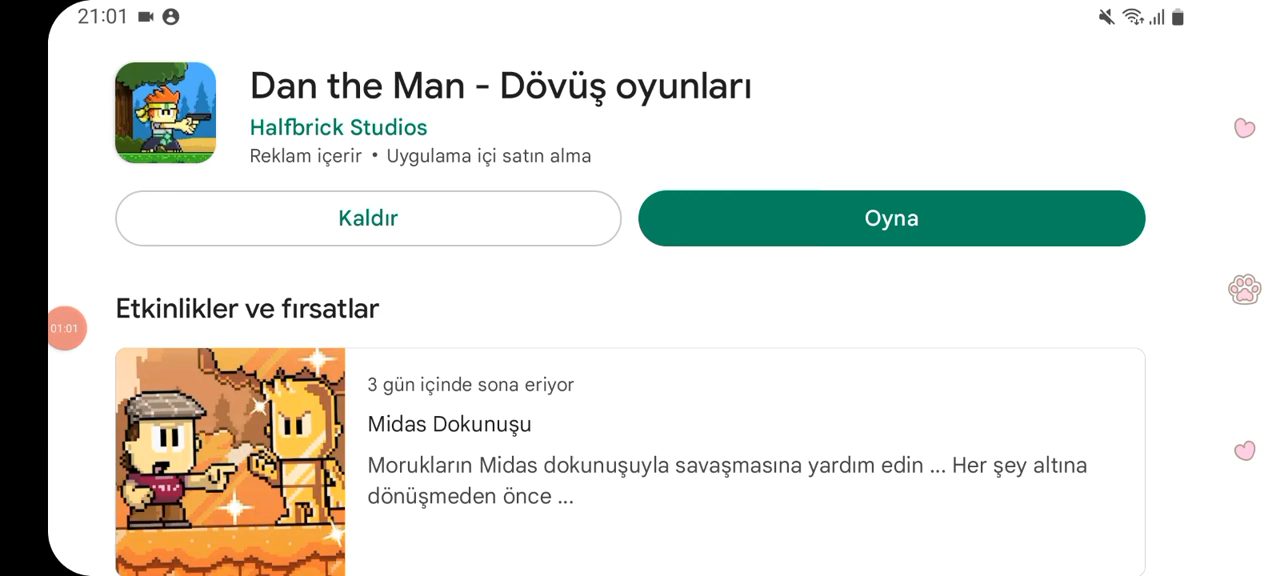 21:01
Dan the Man - Dövüş oyunları
Halfbrick Studios
Reklam içerir • Uygulama içi satın alma
Kaldır
Oyna
Etkinlikler ve fırsatlar
01:01
3 gün içinde sona eriyor
Midas Dokunuşu
Morukların Midas dokunuşuyla savaşmasına yardım edin ... Her şey altına
dönüşmeden önce ...